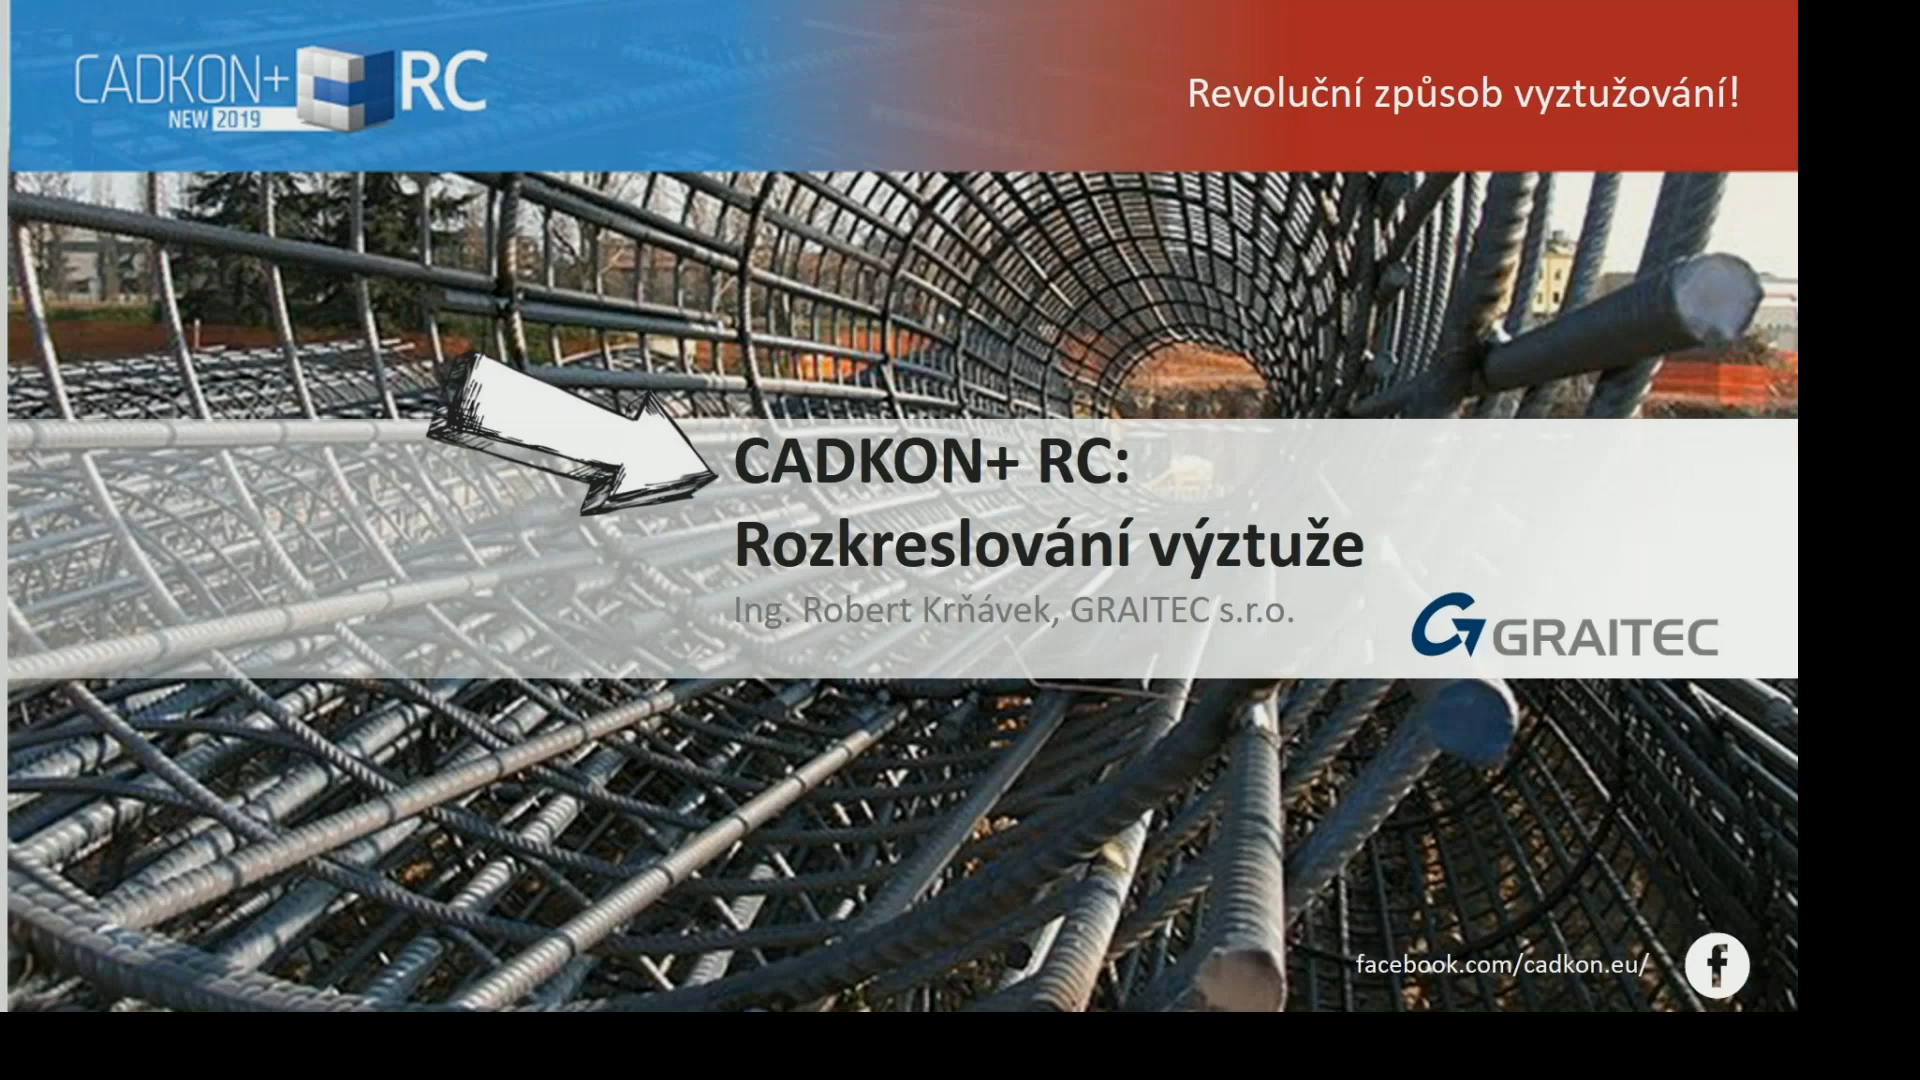 CADKON+ RC
NEW 2019
Revoluční způsob vyztužování!
CADKON+ RC:
Rozkreslování výztuže
Ing. Robert Krňávek, GRAITEC s.r.o.
GRAITEC
facebook.com/cadkon.eu/